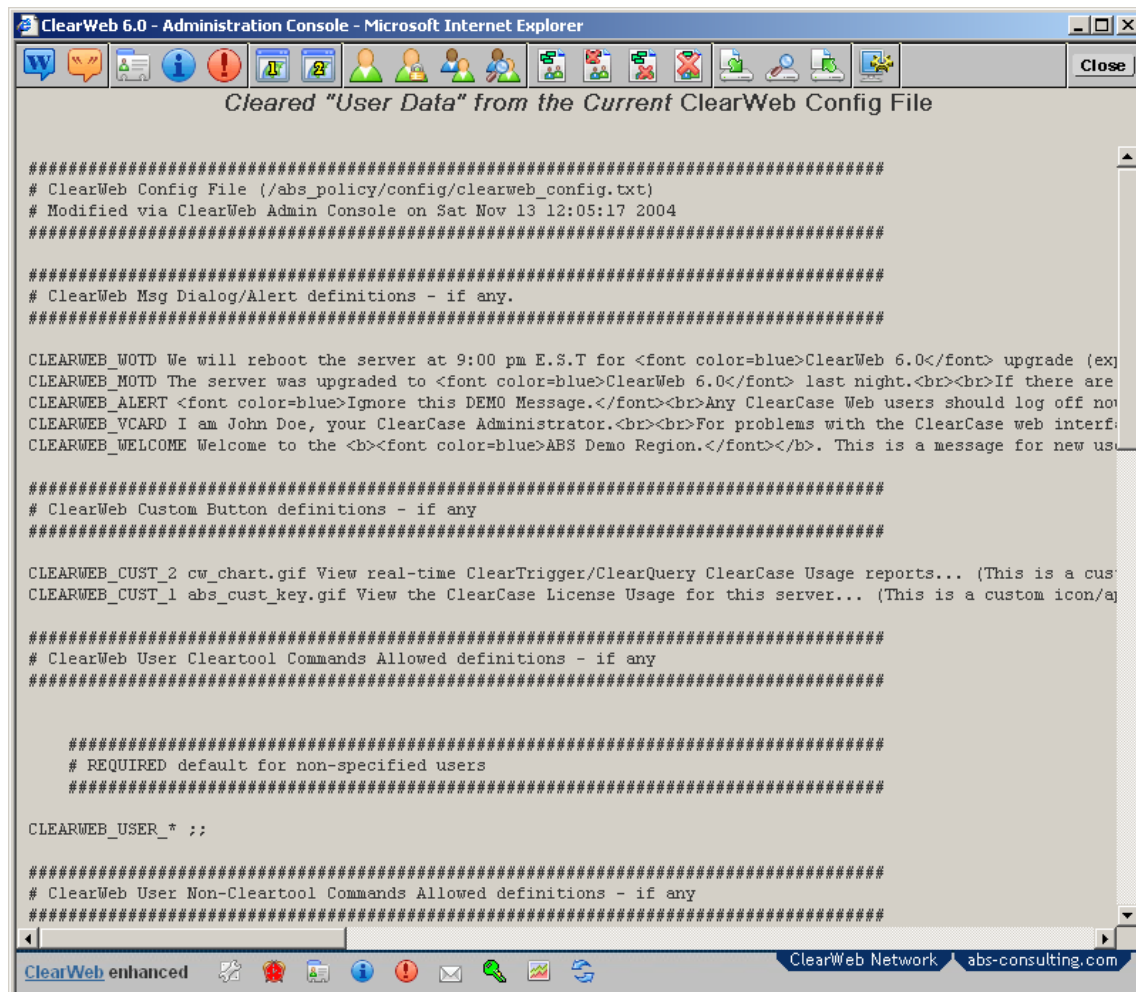 ClearWeb 6.0 - Administration Console - Microsoft Internet Explorer
Close
Cleared "User Data" from the Current ClearWeb Config File
######################################################################################
# ClearWeb Config File (/abs_policy/config/clearweb_config.txt)
# Modified via ClearWeb Admin Console on Sat Nov 13 12:05:17 2004
######################################################################################
######################################################################################
# ClearWeb Msg Dialog/Alert definitions - if any.
######################################################################################
CLEARWEB_WOTD We will reboot the server at 9:00 pm E.S.T for <font color=blue>ClearWeb 6.0</font> upgrade
CLEARWEB_MOTD The server was upgraded to <font color=blue>ClearWeb 6.0</font> last night.<br><br>If there are
CLEARWEB_ALERT <font color=blue>Ignore this DEMO Message.</font><br>Any ClearCase Web users should log off
CLEARWEB_VCARD I am John Doe, your ClearCase Administrator.<br><br>For problems with the ClearCase web
CLEARWEB_WELCOME Welcome to the <b><font color=blue>ABS Demo Region.</font></b>. This is a message for new
######################################################################################
# ClearWeb Custom Button definitions - if any
######################################################################################
CLEARWEB_CUST_2 cw_chart.gif View real-time ClearTrigger/ClearQuery ClearCase Usage reports... (This is a
CLEARWEB_CUST_1 abs_cust_key.gif View the ClearCase License Usage for this server... (This is a custom
######################################################################################
# ClearWeb User Cleartool Commands Allowed definitions - if any
######################################################################################
##################################################################################
# REQUIRED default for non-specified users
##################################################################################
CLEARWEB_USER_* ;;
######################################################################################
# ClearWeb User Non-Cleartool Commands Allowed definitions - if any
######################################################################################
ClearWeb enhanced
ClearWeb Network
abs-consulting.com